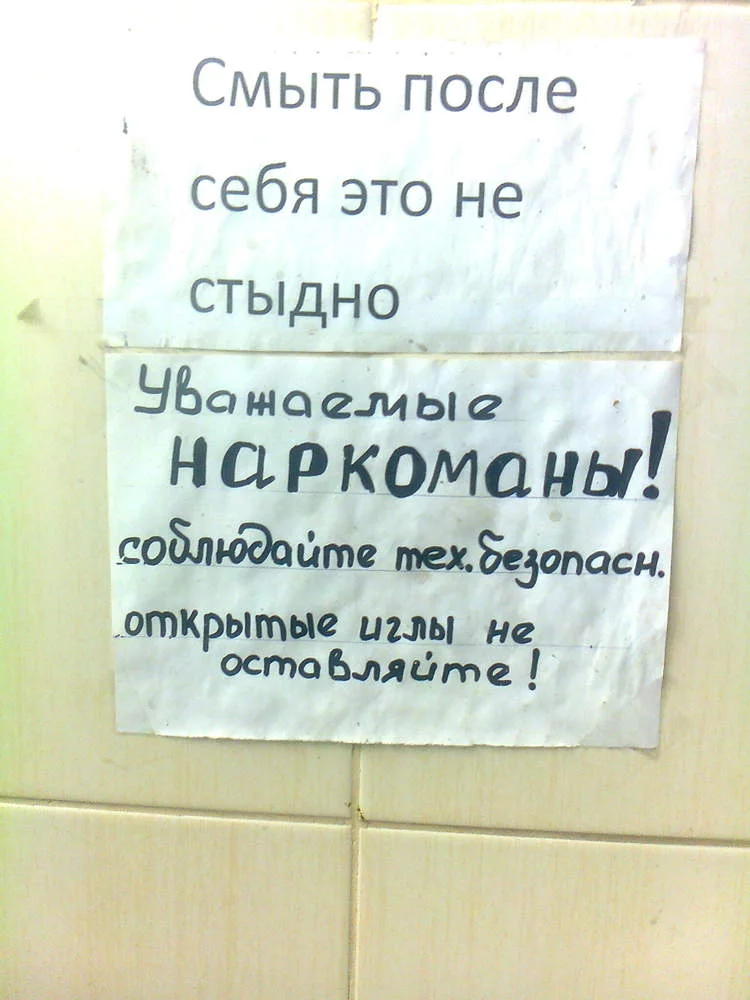 Смыть после
себя это не
стыдно
Уважаемые
наркоманы!
соблюдайте тех. безопасн.
открытые иглы не
оставляйте!